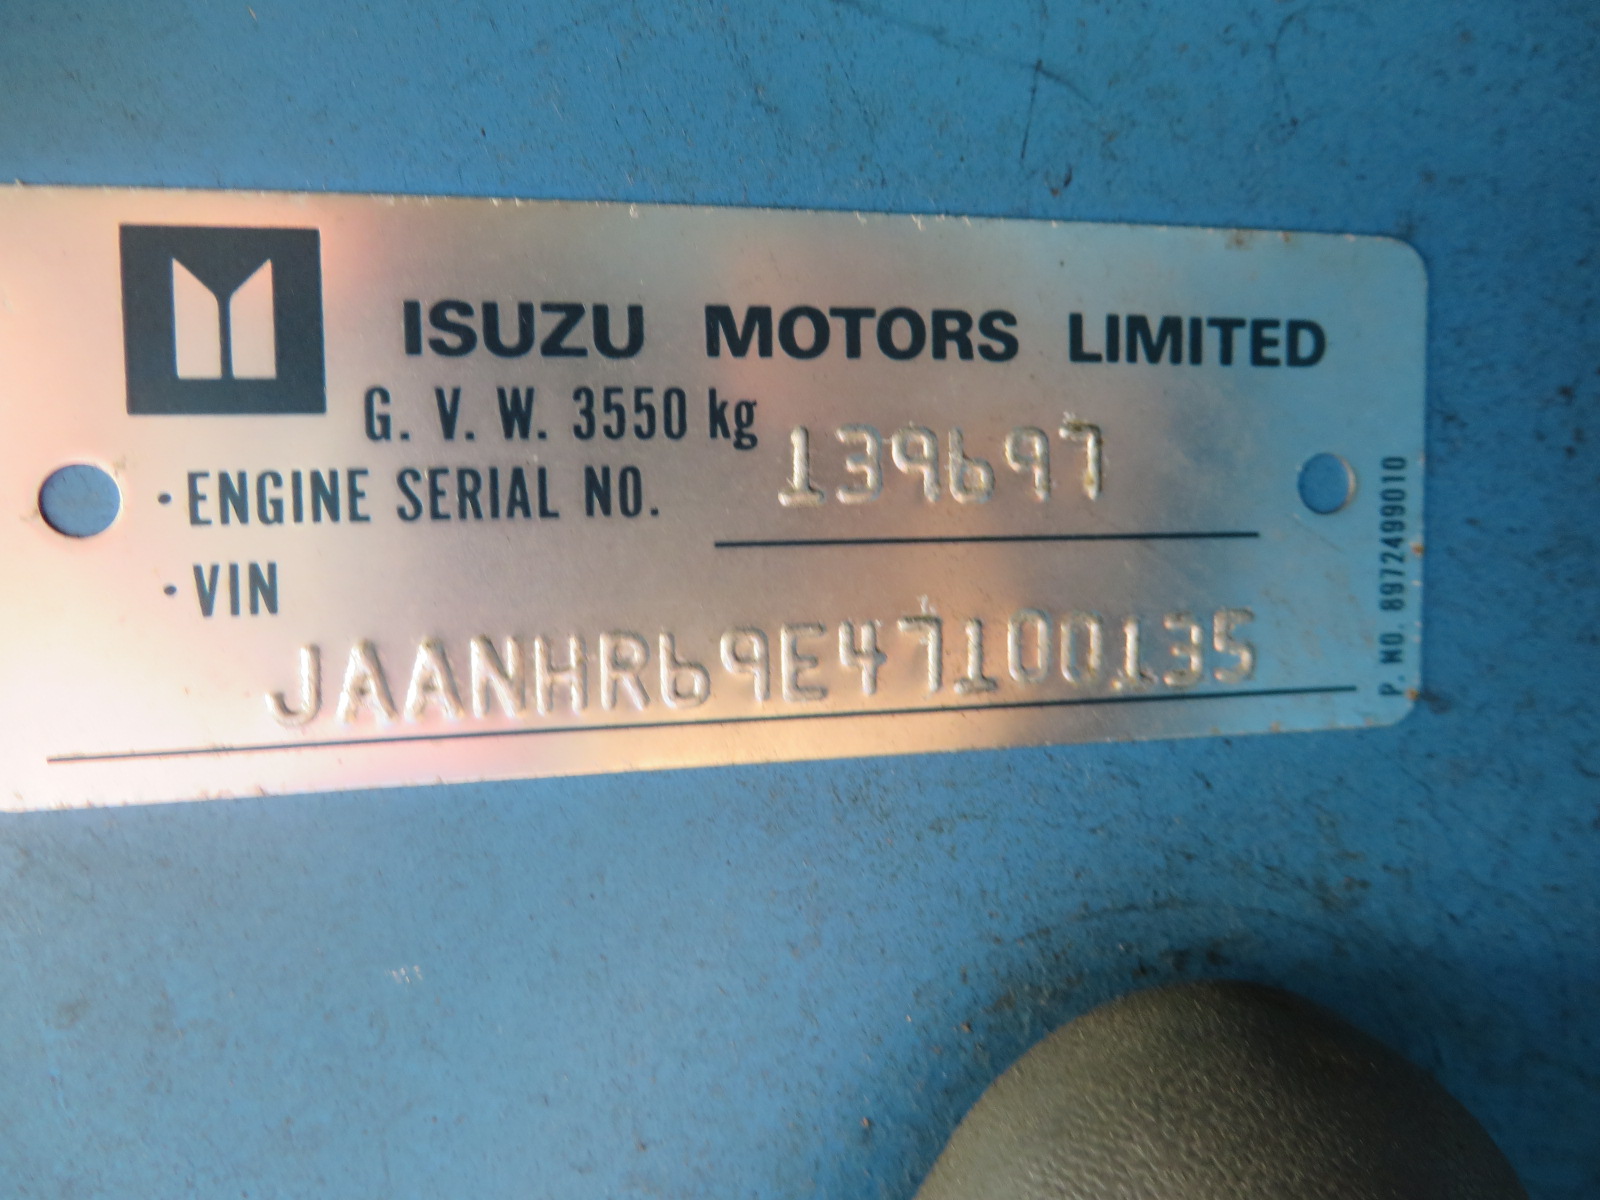 ISUZU MOTORS LIMITED
G. V. W. 3550 kg
·ENGINE SERIAL NO. 139697
·VIN
JAANHR69E47100135
P. NO. 8972499010